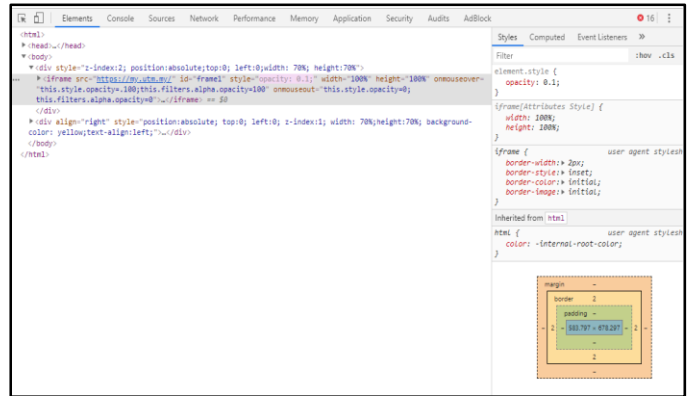 Elements Console Sources Network Performance Memory Application Security Audits AdBlock 16
<html>
<head>…</head>
<body>
<div style="z-index:2; position:absolute;top:0; left:0;width: 70%; height:70%">
… <iframe src="https://my.utm.my/" id="frame1" style="opacity: 0.1;" width="100%" height="100%" onmouseover=
"this.style.opacity=.100;this.filters.alpha.opacity=100" onmouseout="this.style.opacity=0;
this.filters.alpha.opacity=0">…</iframe> == $0
</div>
<div align="right" style="position:absolute; top:0; left:0; z-index:1; width: 70%;height:70%; background-
color: yellow;text-align:left;">…</div>
</body>
</html>
Styles Computed Event Listeners »
Filter :hov .cls
element.style {
opacity: 0.1;
}
iframe[Attributes Style] {
width: 100%;
height: 100%;
}
iframe { user agent stylesh
border-width: 2px;
border-style: inset;
border-color: initial;
border-image: initial;
}
Inherited from html
html { user agent stylesh
color: -internal-root-color;
}
margin –
border 2
padding –
– 2 – 583.797 × 678.297 – 2 –
–
2
–